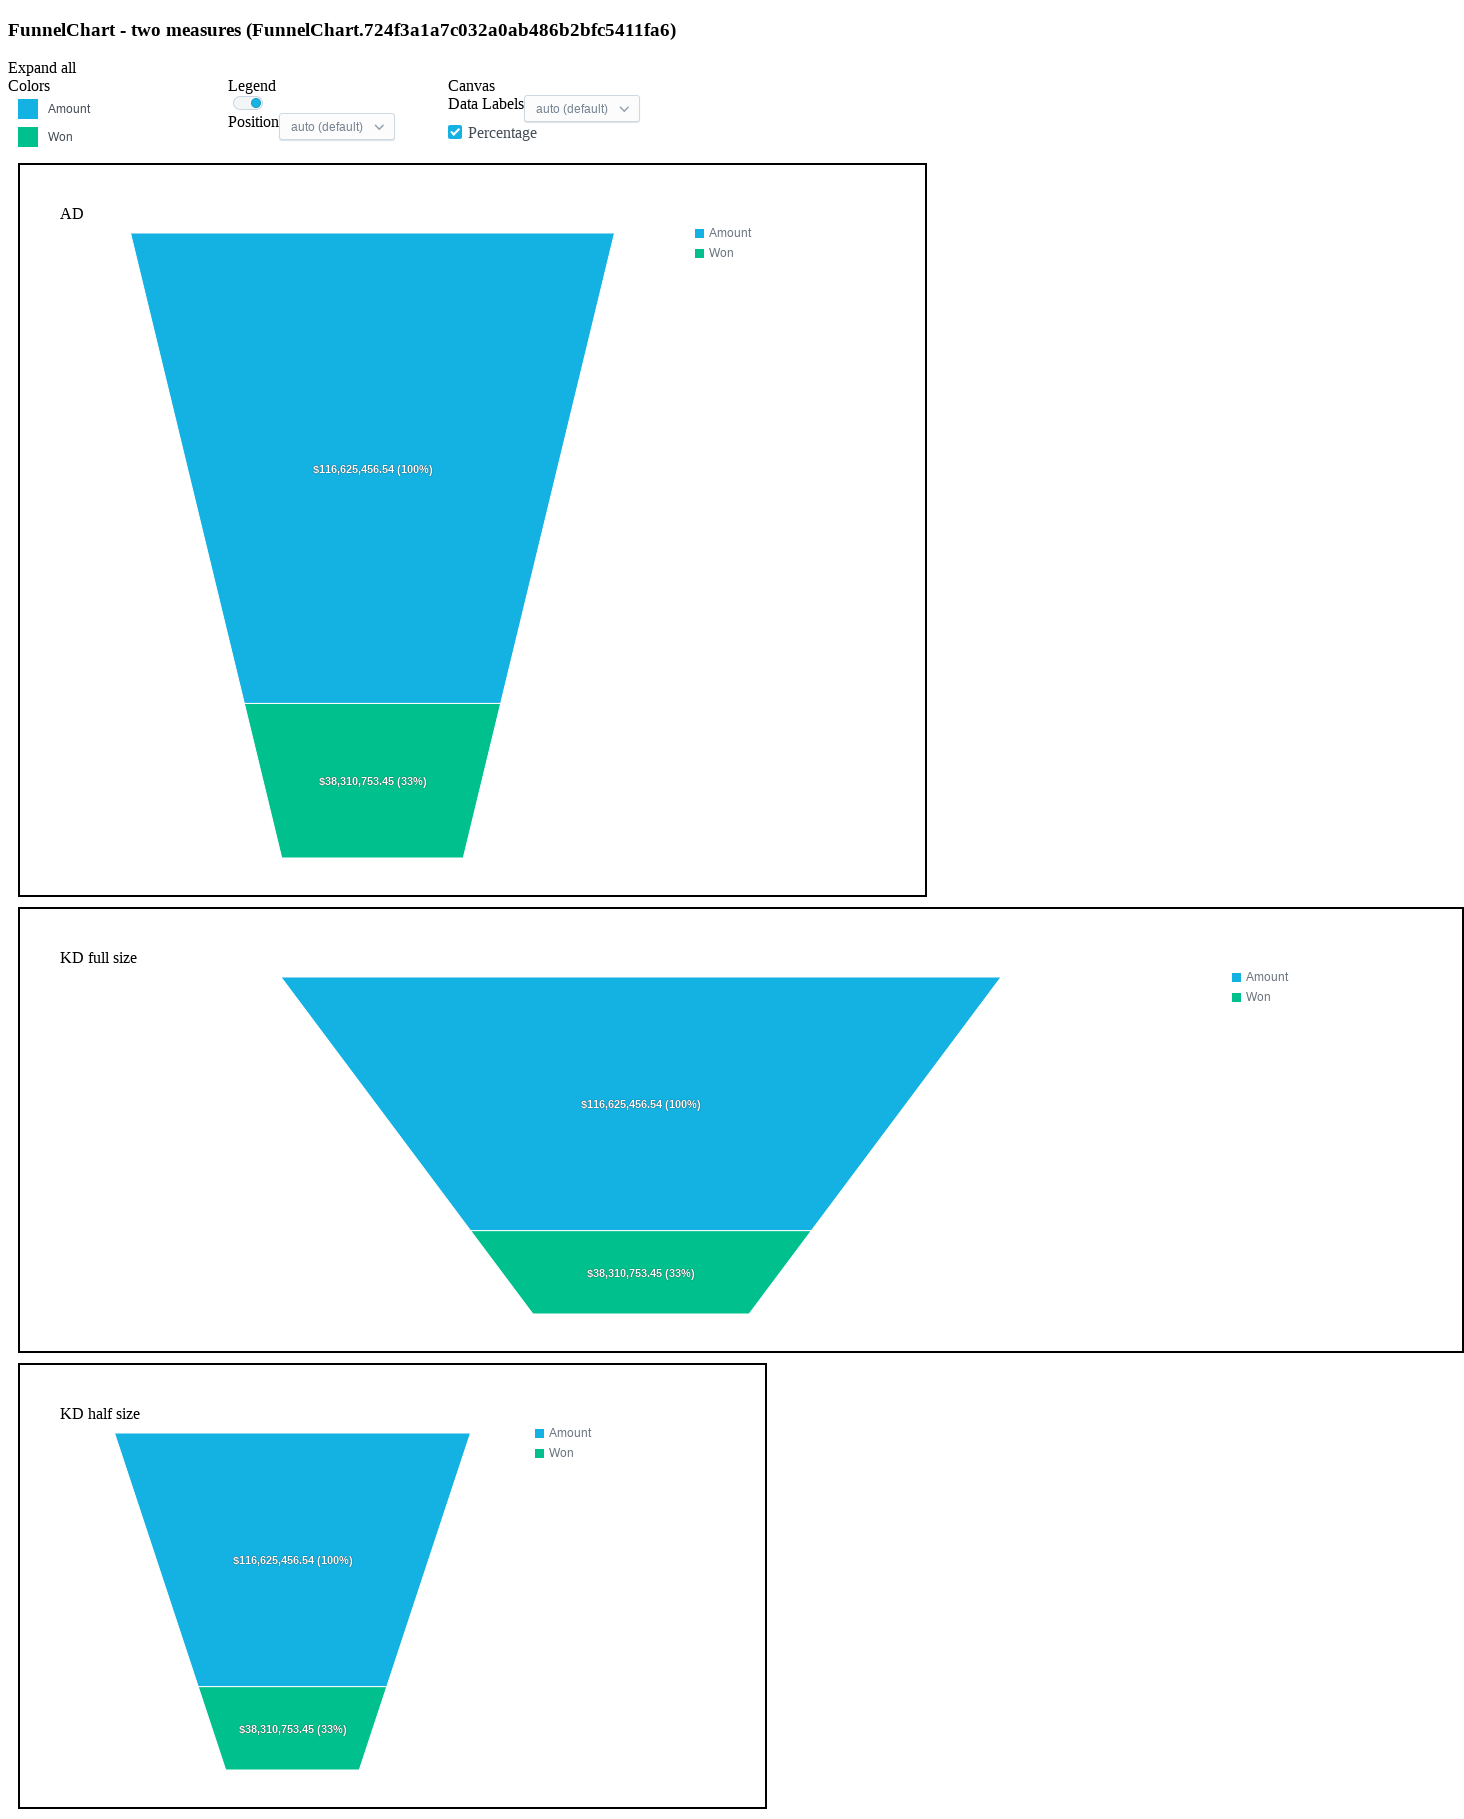 FunnelChart - two measures (FunnelChart.724f3a1a7c032a0ab486b2bfc5411fa6)
Expand all
Colors
Amount
Won
Legend
Position auto (default)
Canvas
Data Labels auto (default)
Percentage
AD
Amount
Won
$116,625,456.54 (100%)
$38,310,753.45 (33%)
KD full size
Amount
Won
$116,625,456.54 (100%)
$38,310,753.45 (33%)
KD half size
Amount
Won
$116,625,456.54 (100%)
$38,310,753.45 (33%)